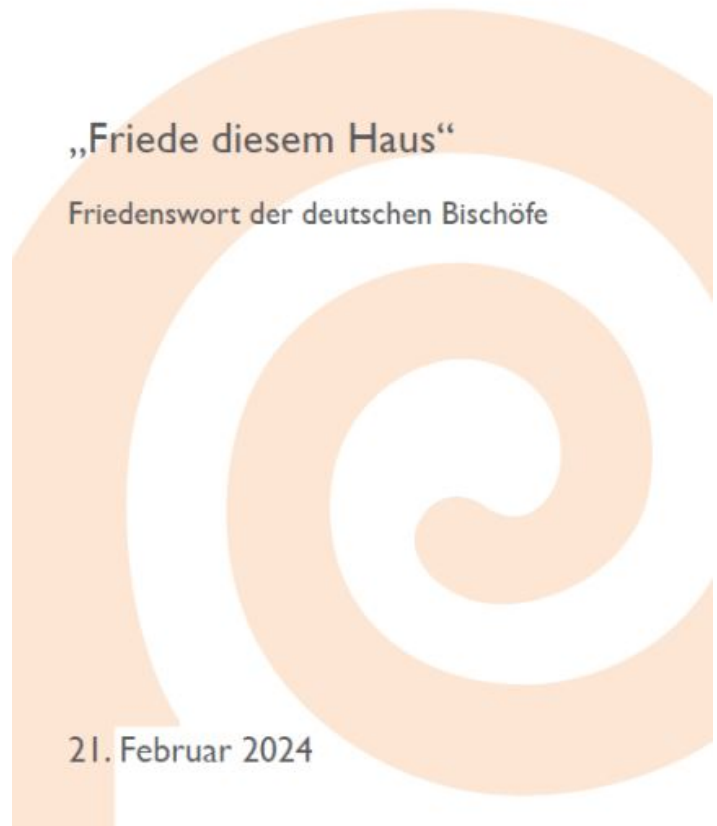 „Friede diesem Haus“
Friedenswort der deutschen Bischöfe
21. Februar 2024